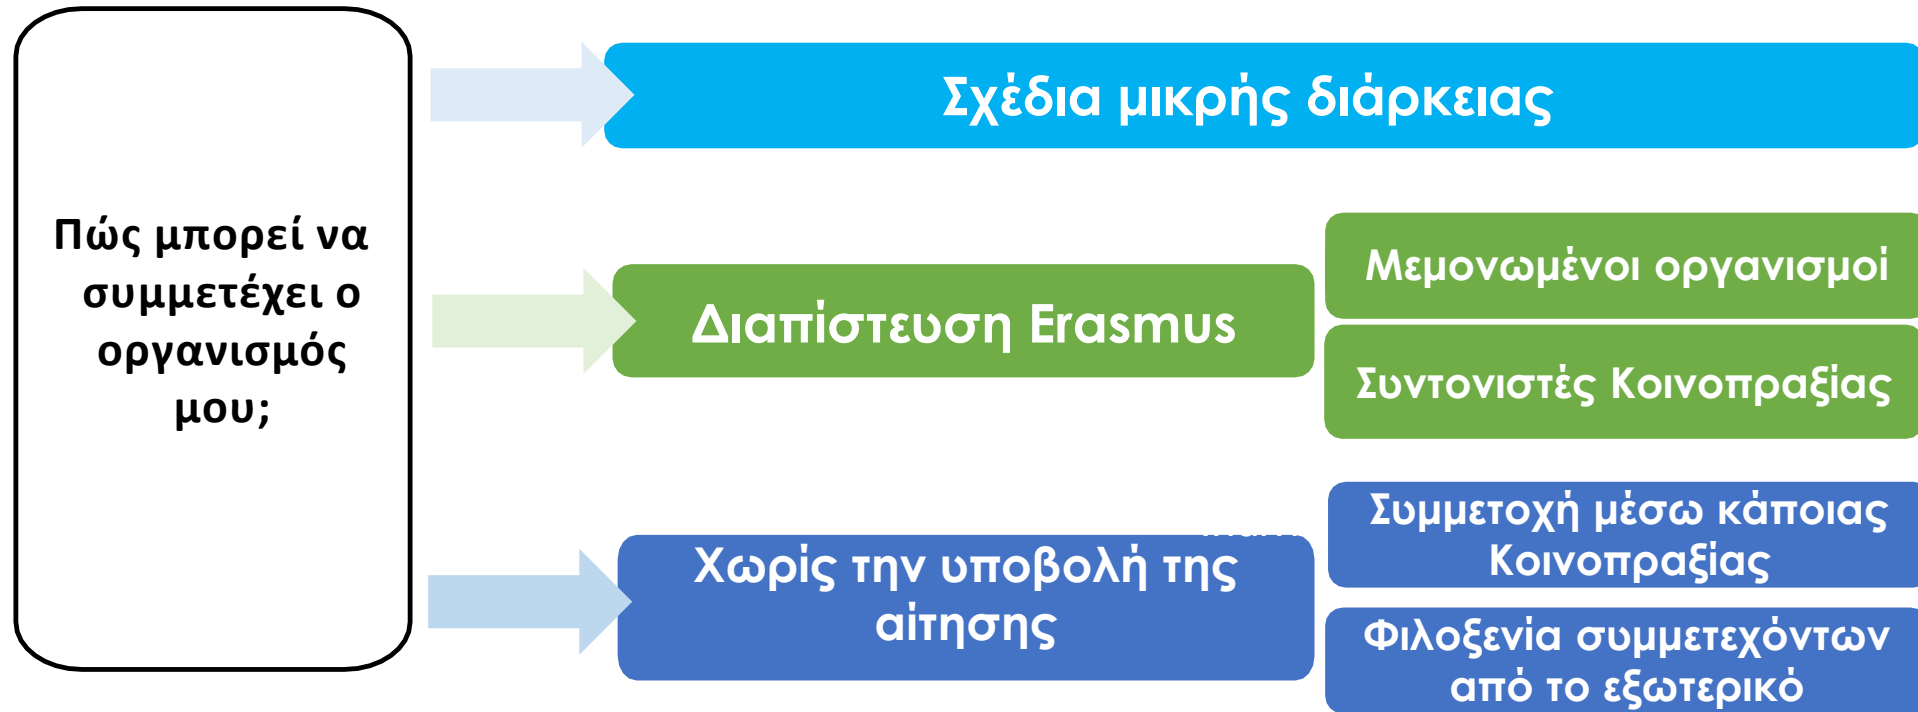 Πώς μπορεί να
συμμετέχει ο
οργανισμός
μου;
Σχέδια μικρής διάρκειας
Διαπίστευση Erasmus
Μεμονωμένοι οργανισμοί
Συντονιστές Κοινοπραξίας
Χωρίς την υποβολή της
αίτησης
Συμμετοχή μέσω κάποιας
Κοινοπραξίας
Φιλοξενία συμμετεχόντων
από το εξωτερικό